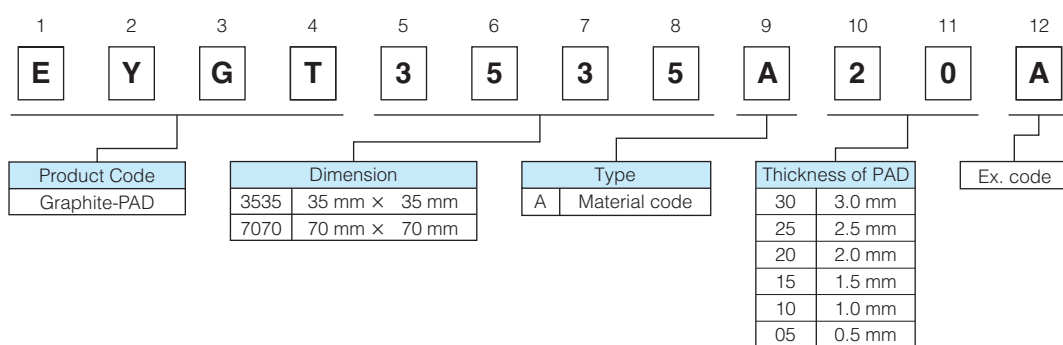 1 2 3 4 5 6 7 8 9 10 11 12
E Y G T 3 5 3 5 A 2 0 A
Product Code Dimension Type Thickness of PAD Ex. code
Graphite-PAD 3535 35 mm × 35 mm A Material code 30 3.0 mm
7070 70 mm × 70 mm 25 2.5 mm
20 2.0 mm
15 1.5 mm
10 1.0 mm
05 0.5 mm